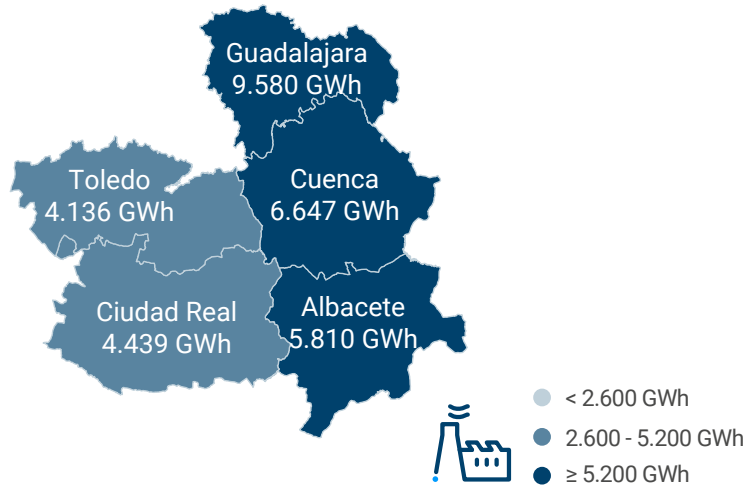 Guadalajara
9.580 GWh
Toledo
4.136 GWh
Cuenca
6.647 GWh
Ciudad Real
4.439 GWh
Albacete
5.810 GWh
< 2.600 GWh
2.600 - 5.200 GWh
≥ 5.200 GWh